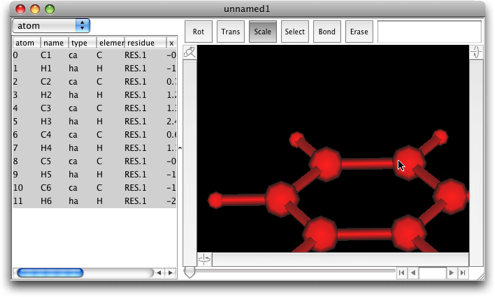 unnamed1
atom
Rot Trans Scale Select Bond Erase
atom name type elemer residue x
0 C1 ca C RES.1 -0
1 H1 ha H RES.1 -1
2 C2 ca C RES.1 0.
3 H2 ha H RES.1 1.2
4 C3 ca C RES.1 1.
5 H3 ha H RES.1 2.
6 C4 ca C RES.1 0.6
7 H4 ha H RES.1 1.
8 C5 ca C RES.1 -0
9 H5 ha H RES.1 -1
10 C6 ca C RES.1 -1
11 H6 ha H RES.1 -2